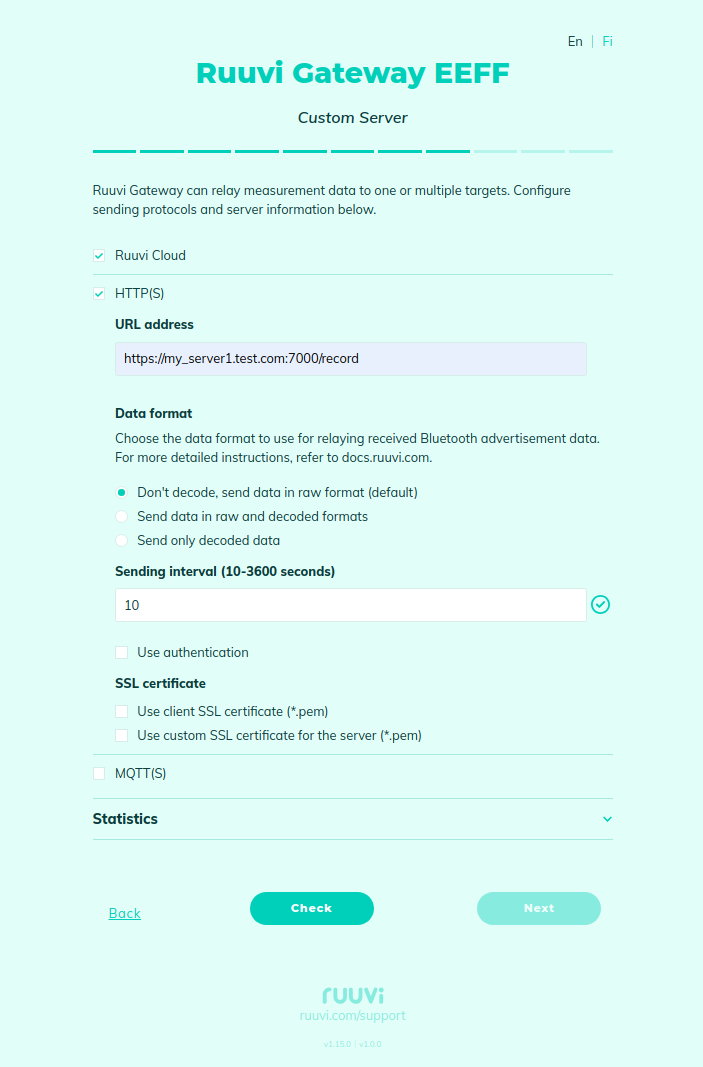 En | Fi
Ruuvi Gateway EEFF
Custom Server
Ruuvi Gateway can relay measurement data to one or multiple targets. Configure
sending protocols and server information below.
Ruuvi Cloud
HTTP(S)
URL address
https://my_server1.test.com:7000/record
Data format
Choose the data format to use for relaying received Bluetooth advertisement data.
For more detailed instructions, refer to docs.ruuvi.com.
Don't decode, send data in raw format (default)
Send data in raw and decoded formats
Send only decoded data
Sending interval (10-3600 seconds)
10
Use authentication
SSL certificate
Use client SSL certificate (*.pem)
Use custom SSL certificate for the server (*.pem)
MQTT(S)
Statistics
Back
Check
Next
ruuvi
ruuvi.com/support
v1.15.0 | v1.0.0